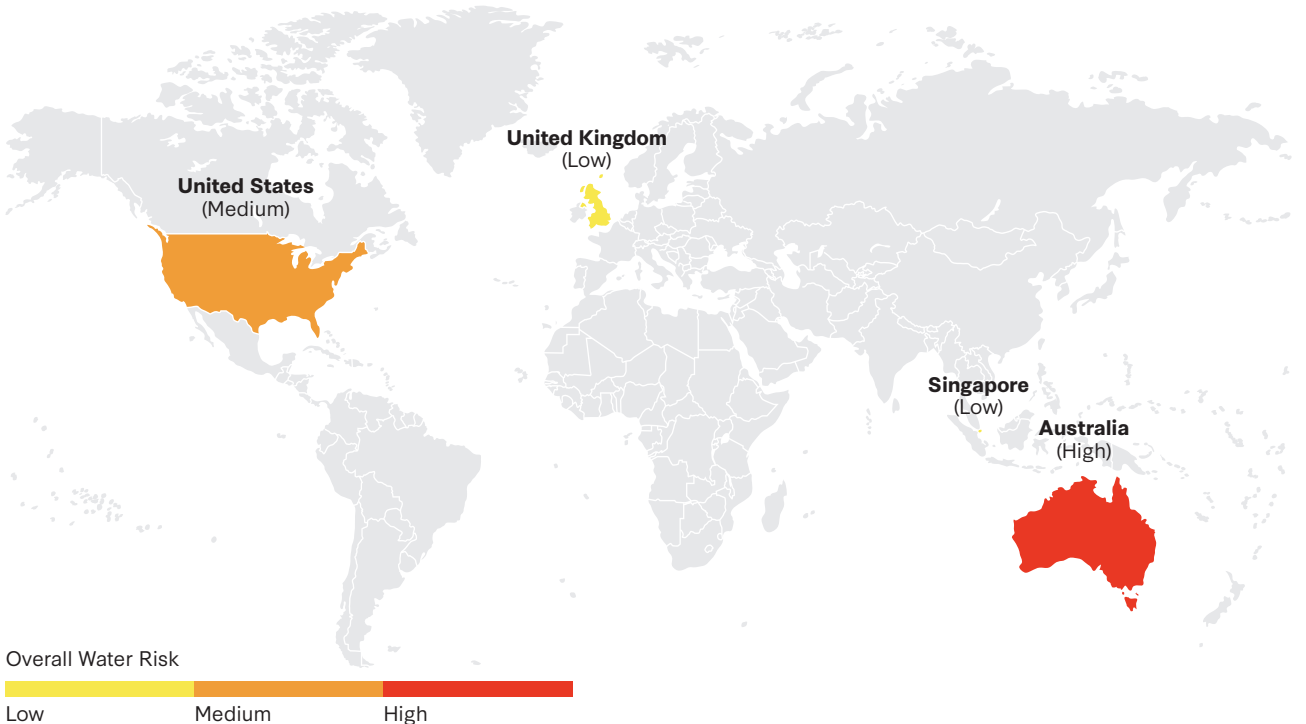 United Kingdom
(Low)
United States
(Medium)
Singapore
(Low)
Australia
(High)
Overall Water Risk
Low
Medium
High